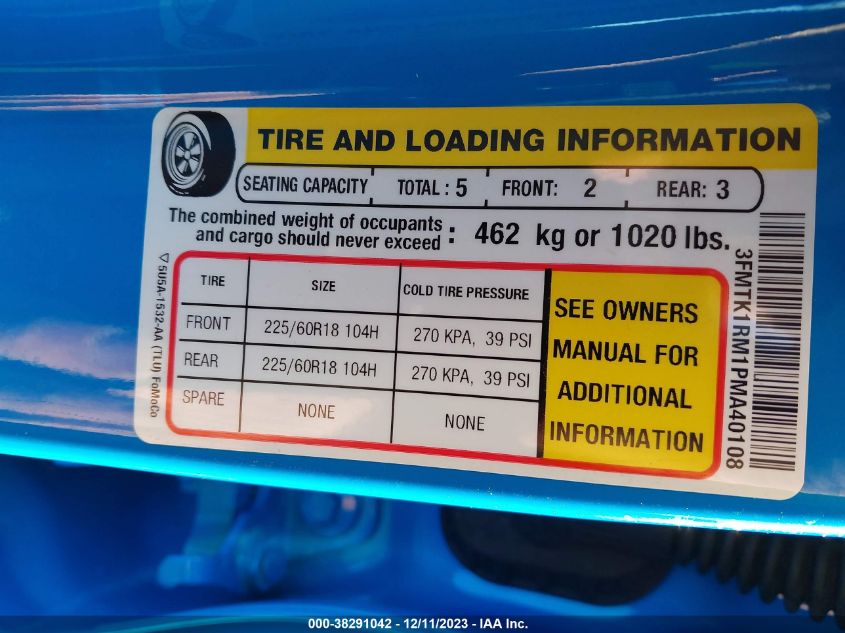 TIRE AND LOADING INFORMATION
SEATING CAPACITY TOTAL : 5 FRONT: 2 REAR: 3
The combined weight of occupants
and cargo should never exceed : 462 kg or 1020 lbs.
TIRE SIZE COLD TIRE PRESSURE
FRONT 225/60R18 104H 270 KPA, 39 PSI
REAR 225/60R18 104H 270 KPA, 39 PSI
SPARE NONE NONE
SEE OWNERS
MANUAL FOR
ADDITIONAL
INFORMATION
5U5A-1532-AA (TLU) FoMoCo
3FMTK1RM1PMA40108
000-38291042 - 12/11/2023 - IAA Inc.